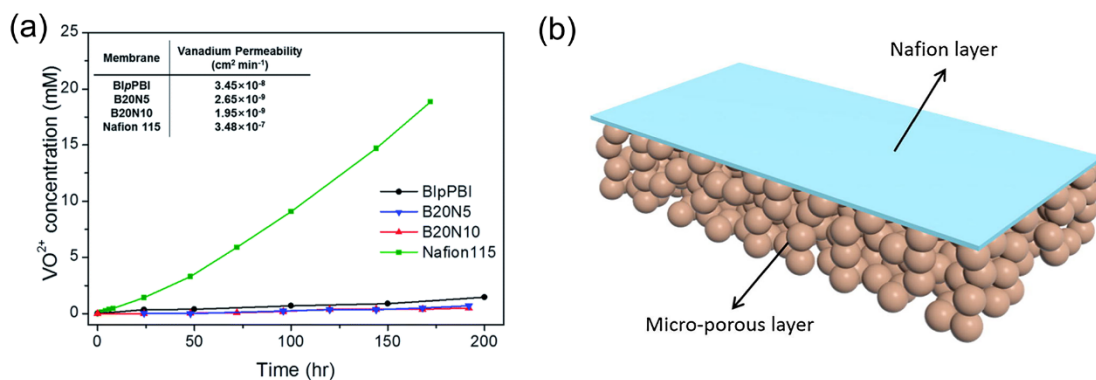 (a)
25
20
15
10
5
0
VO2+ concentration (mM)
Membrane Vanadium Permeability
(cm2 min-1)
BIpPBI 3.45×10-8
B20N5 2.65×10-9
B20N10 1.95×10-9
Nafion 115 3.48×10-7
BIpPBI
B20N5
B20N10
Nafion115
0 50 100 150 200
Time (hr)
(b)
Nafion layer
Micro-porous layer